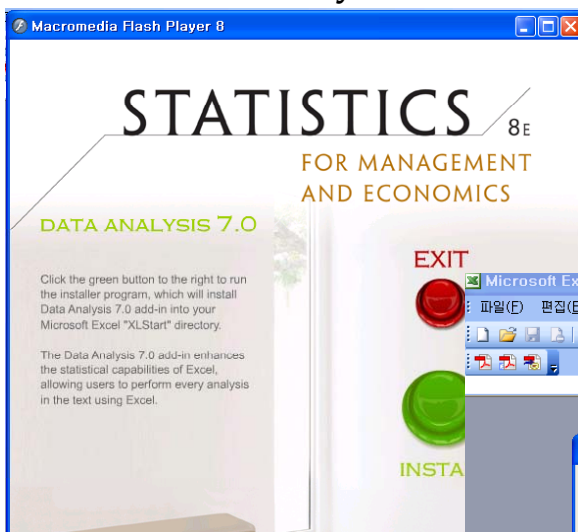 Macromedia Flash Player 8
STATISTICS 8E
FOR MANAGEMENT
AND ECONOMICS
DATA ANALYSIS 7.0
Click the green button to the right to run
the installer program, which will install
Data Analysis 7.0 add-in into your
Microsoft Excel "XLStart" directory.
The Data Analysis 7.0 add-in enhances
the statistical capabilities of Excel,
allowing users to perform every analysis
in the text using Excel.
EXIT
Microsoft Ex
파일(F) 편집(E
INSTA